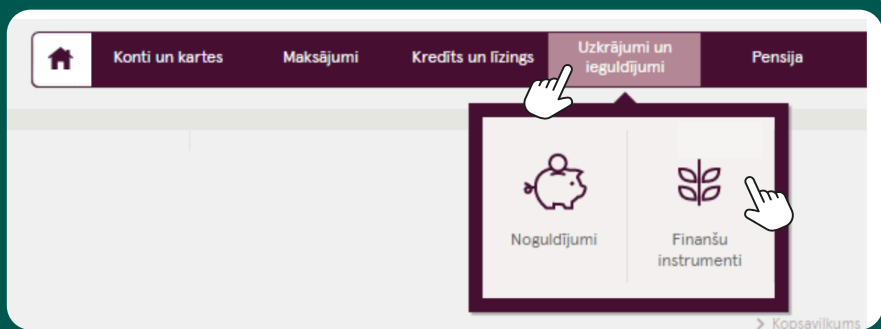 Konti un kartes
Maksājumi
Kredīts un līzings
Uzkrājumi un
ieguldījumi
Pensija
Noguldījumi
Finanšu
instrumenti
> Kopsavilkums